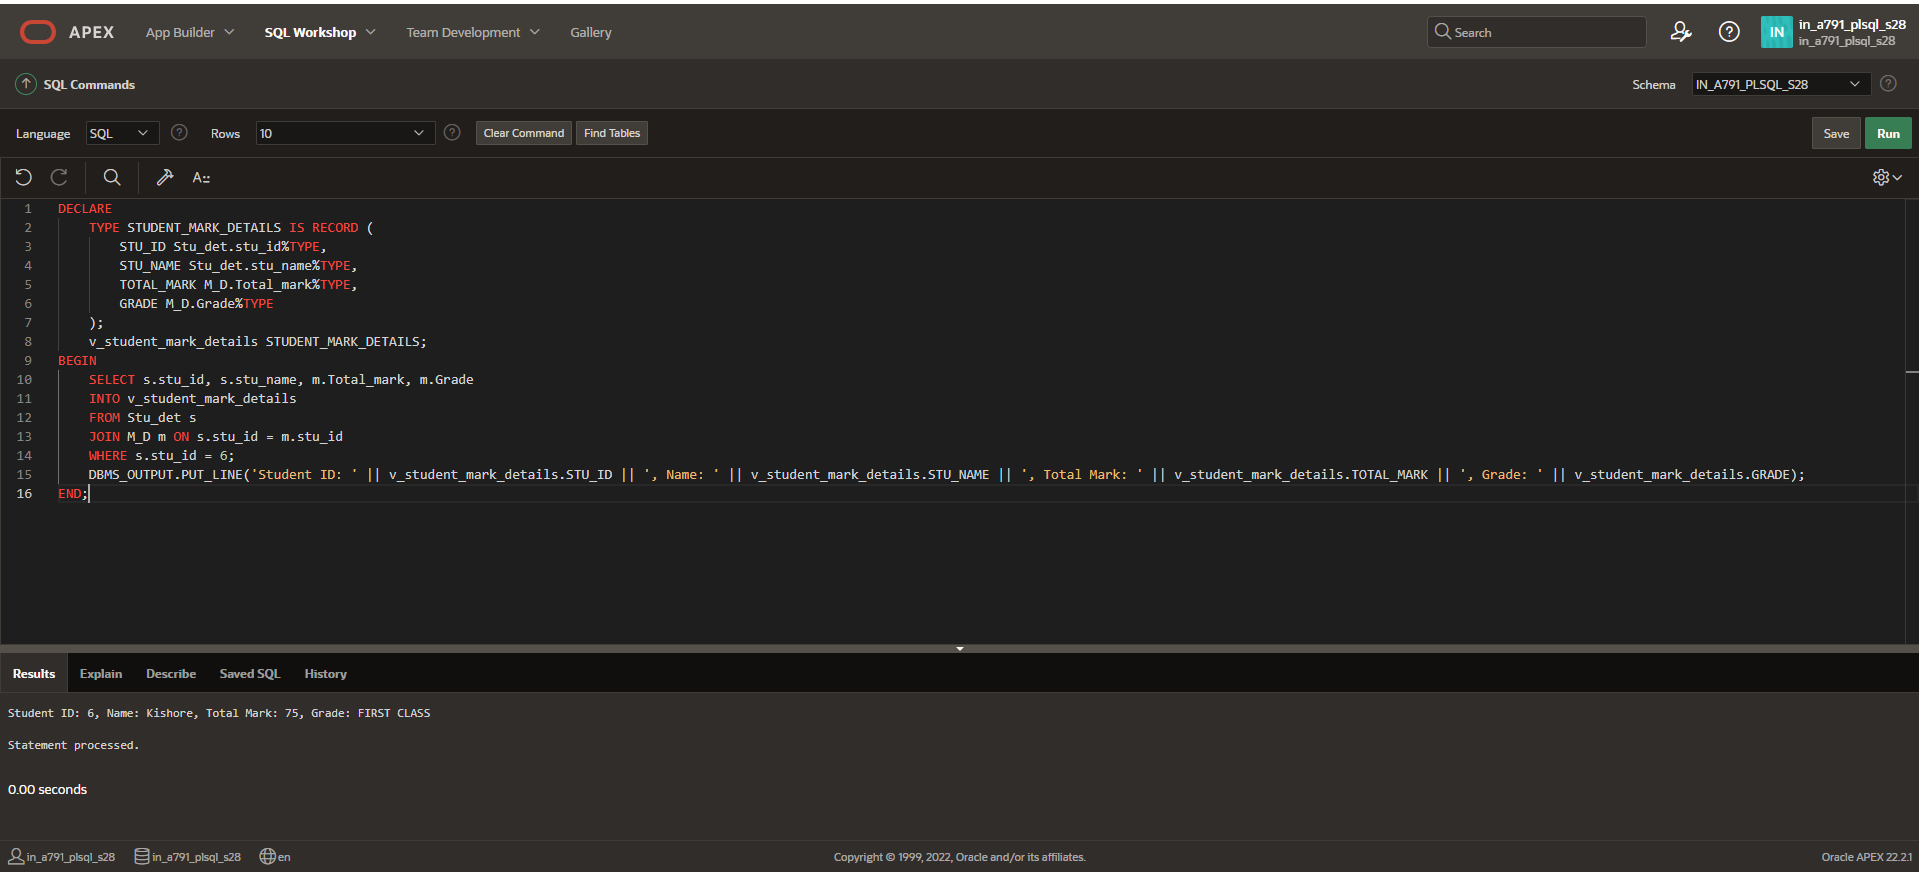 APEX App Builder SQL Workshop Team Development Gallery Search IN in_a791_plsql_s28
in_a791_plsql_s28
SQL Commands Schema IN_A791_PLSQL_S28
Language SQL Rows 10 Clear Command Find Tables Save Run
A
1 DECLARE
2 TYPE STUDENT_MARK_DETAILS IS RECORD (
3 STU_ID Stu_det.stu_id%TYPE,
4 STU_NAME Stu_det.stu_name%TYPE,
5 TOTAL_MARK M_D.Total_mark%TYPE,
6 GRADE M_D.Grade%TYPE
7 );
8 v_student_mark_details STUDENT_MARK_DETAILS;
9 BEGIN
10 SELECT s.stu_id, s.stu_name, m.Total_mark, m.Grade
11 INTO v_student_mark_details
12 FROM Stu_det s
13 JOIN M_D m ON s.stu_id = m.stu_id
14 WHERE s.stu_id = 6;
15 DBMS_OUTPUT.PUT_LINE('Student ID: ' || v_student_mark_details.STU_ID || ', Name: ' || v_student_mark_details.STU_NAME || ', Total Mark: ' || v_student_mark_details.TOTAL_MARK || ', Grade: ' || v_student_mark_details.GRADE);
16 END;
Results Explain Describe Saved SQL History
Student ID: 6, Name: Kishore, Total Mark: 75, Grade: FIRST CLASS
Statement processed.
0.00 seconds
in_a791_plsql_s28 in_a791_plsql_s28 en Copyright © 1999, 2022, Oracle and/or its affiliates. Oracle APEX 22.2.1